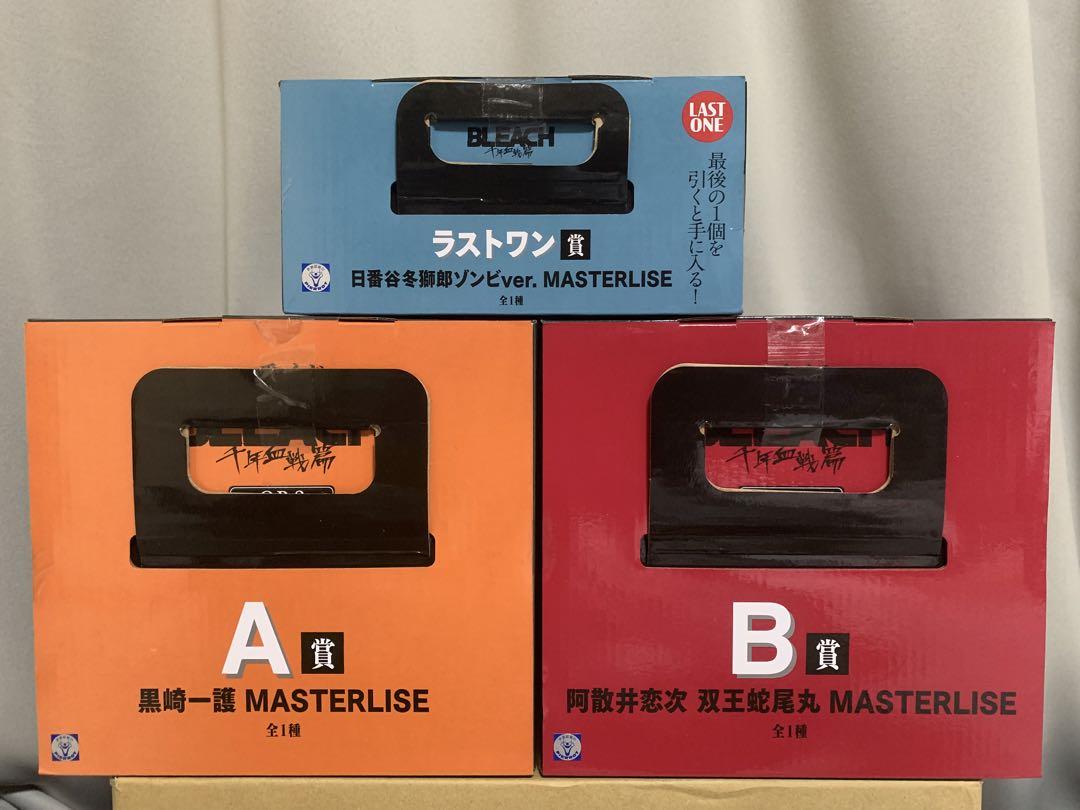 LAST
ONE
BLEACH
千年血戦篇
最後の1個を
引くと手に入る!
ラストワン 賞
日番谷冬獅郎ゾンビver. MASTERLISE
全1種
BLEACH
千年血戦篇
A 賞
黒崎一護 MASTERLISE
全1種
BLEACH
千年血戦篇
B 賞
阿散井恋次 双王蛇尾丸 MASTERLISE
全1種